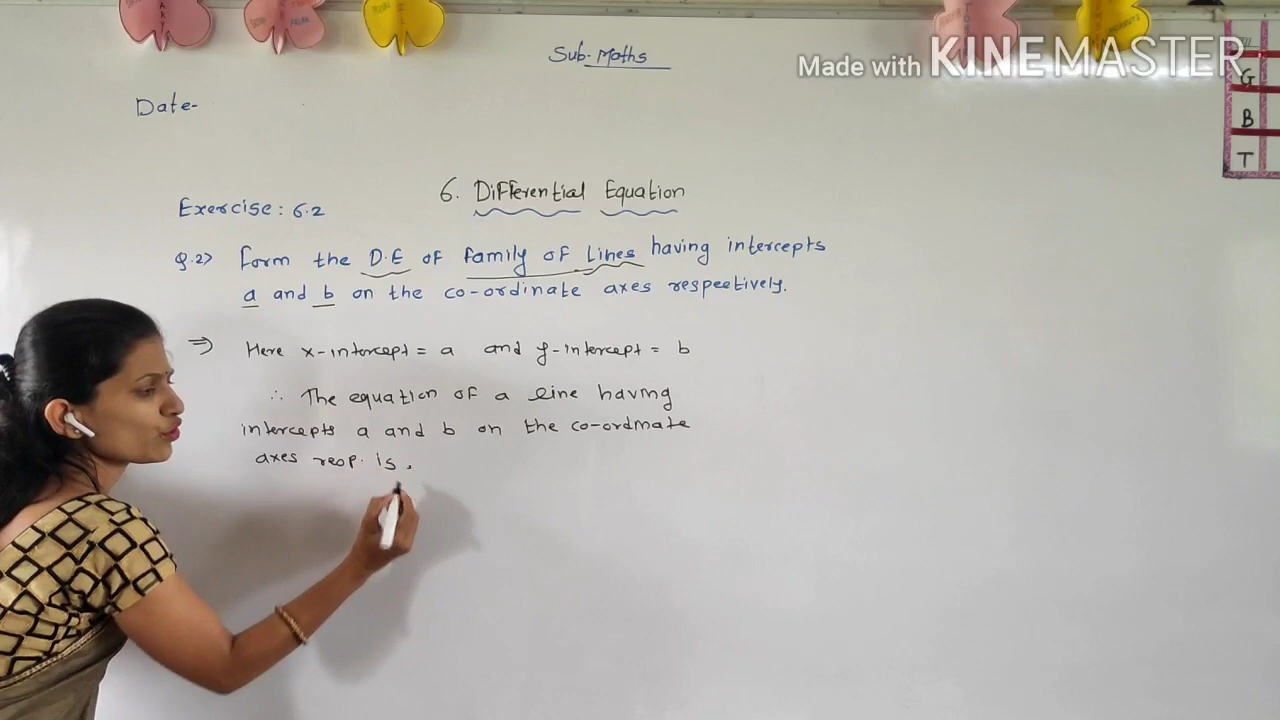 Sub- Maths
Made with KINEMASTER
G
B
T
Date-
6. Differential Equation
Exercise: 6.2
Q.2> Form the D.E of family of lines having intercepts
a and b on the co-ordinate axes respectively.
⇒ Here x-intercept = a and y-intercept = b
∴ The equation of a line having
intercepts a and b on the co-ordinate
axes resp. is,